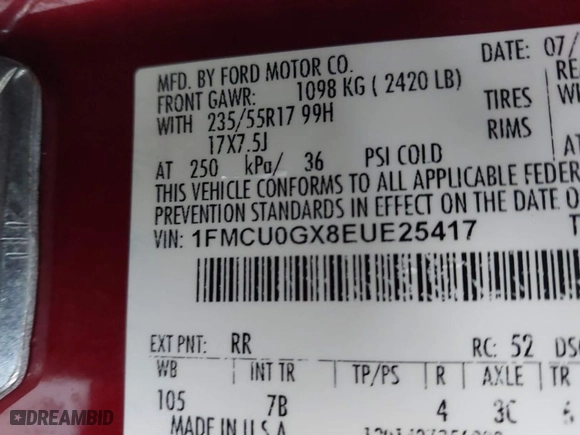 MFD. BY FORD MOTOR CO. DATE: 07/
FRONT GAWR: 1098 KG ( 2420 LB)
WITH 235/55R17 99H TIRES
17X7.5J RIMS
AT 250 kPa/ 36 PSI COLD
THIS VEHICLE CONFORMS TO ALL APPLICABLE FEDER
PREVENTION STANDARDS IN EFFECT ON THE DATE O
VIN: 1FMCU0GX8EUE25417
EXT PNT: RR RC: 52 DSO
WB INT TR TP/PS R AXLE TR
105 7B 4 3C 6
MADE IN U.S.A.
DREAMBID